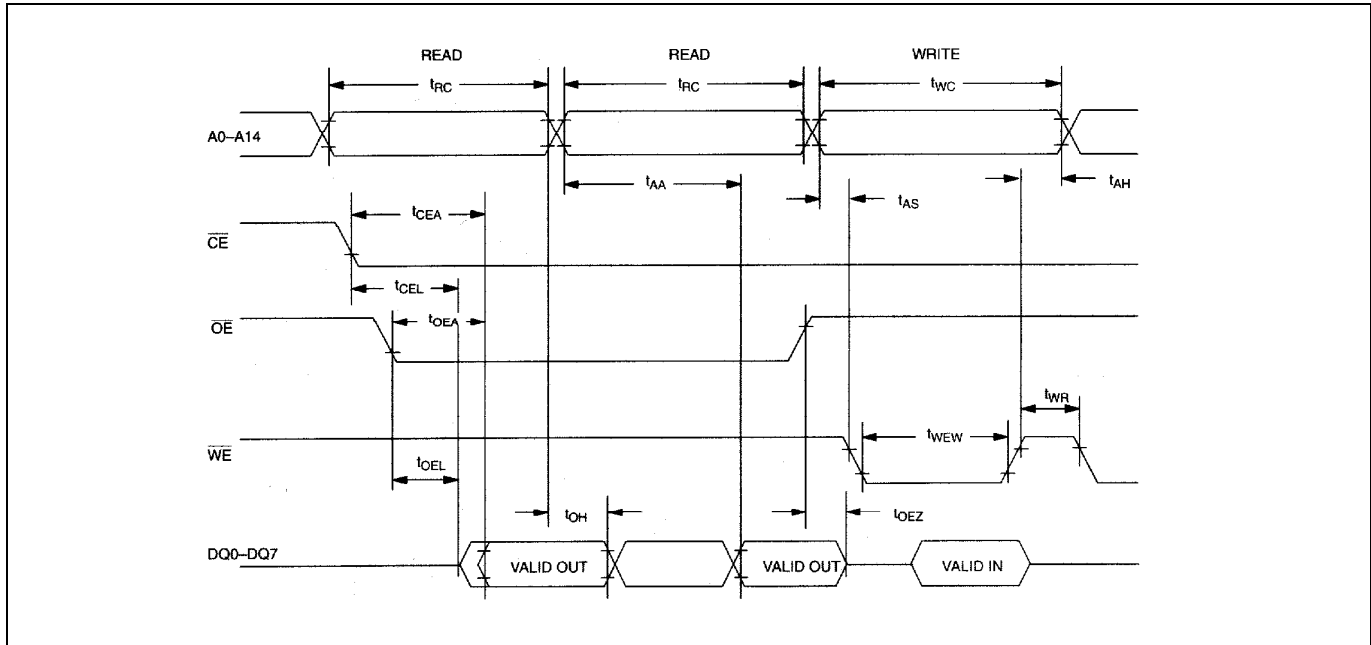 READ READ WRITE
tRC tRC tWC
A0–A14
tAA tAH
tAS
tCEA
CE
tCEL
OE tOEA
tWR
WE tWEW
tOEL
tOH tOEZ
DQ0–DQ7
VALID OUT VALID OUT VALID IN